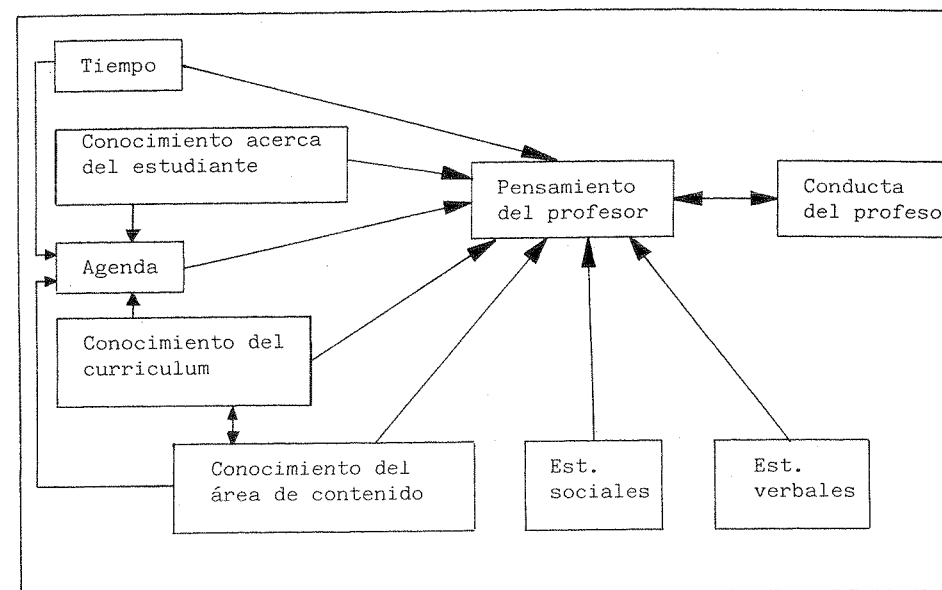 Tiempo
Conocimiento acerca
del estudiante
Pensamiento
del profesor
Conducta
del profeso
Agenda
Conocimiento del
curriculum
Conocimiento del
área de contenido
Est.
sociales
Est.
verbales